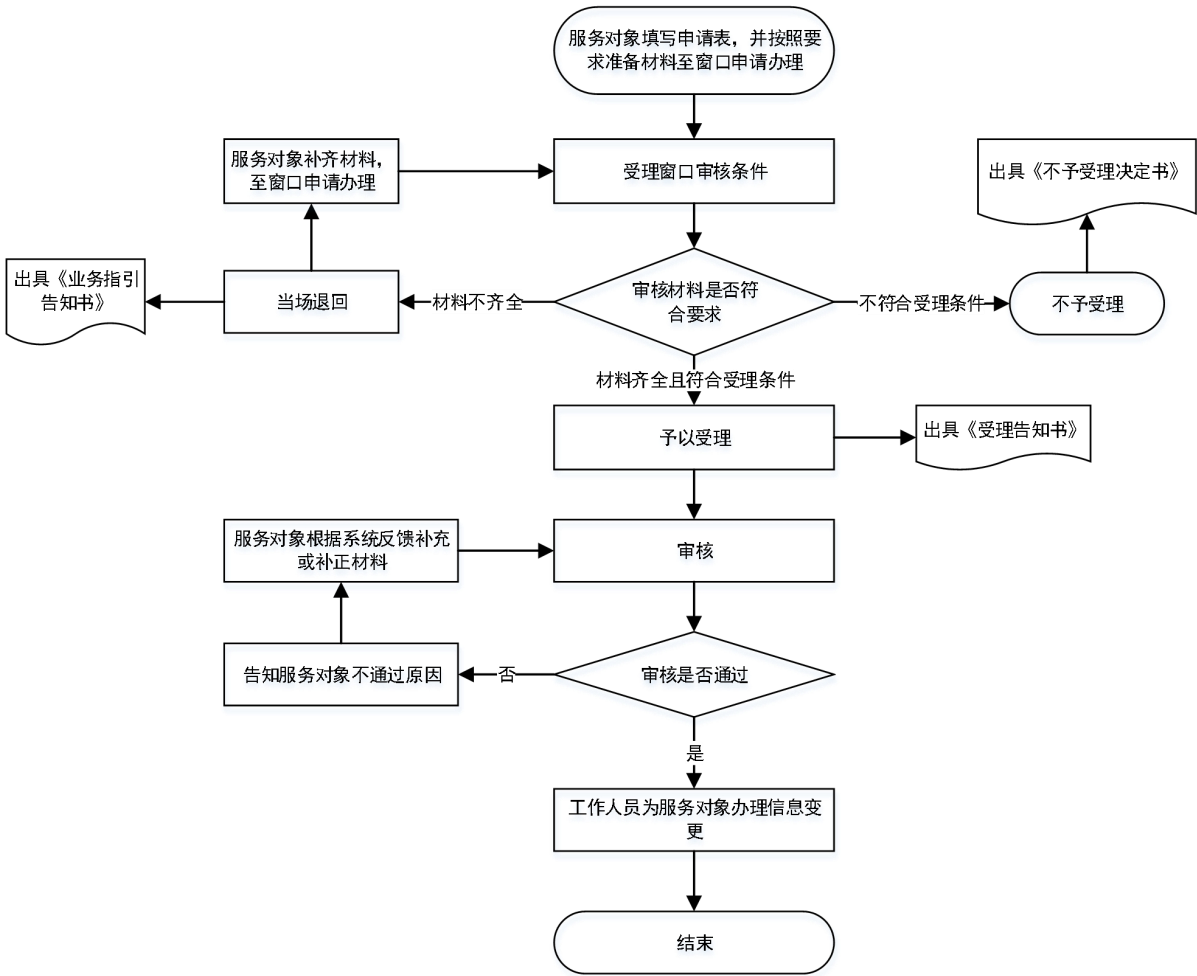 服务对象填写申请表，并按照要
求准备材料至窗口申请办理
服务对象补齐材料，
至窗口申请办理
受理窗口审核条件
出具《不予受理决定书》
出具《业务指引
告知书》
当场退回
材料不齐全
审核材料是否符
合要求
不符合受理条件
不予受理
材料齐全且符合受理条件
予以受理
出具《受理告知书》
服务对象根据系统反馈补充
或补正材料
审核
告知服务对象不通过原因
否
审核是否通过
是
工作人员为服务对象办理信息变
更
结束